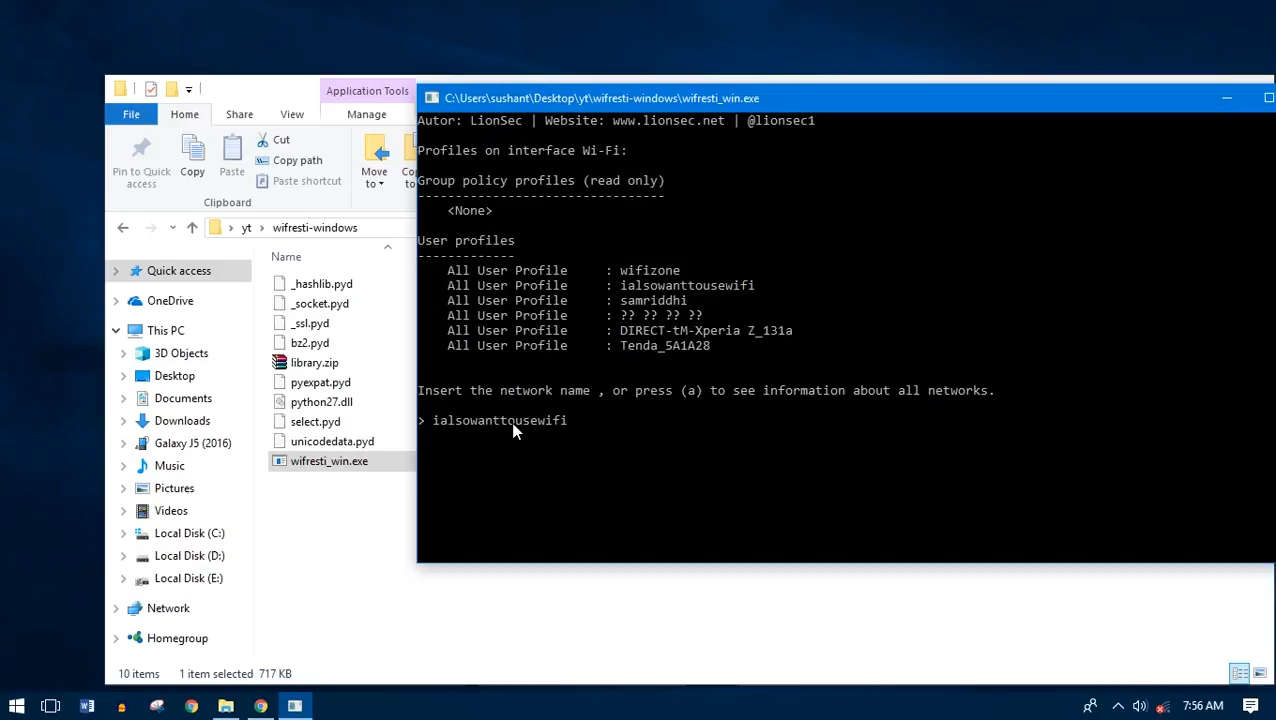 Application Tools
File Home Share View Manage
Pin to Quick access
Copy
Paste
Cut
Copy path
Paste shortcut
Move to
Clipboard
yt wifresti-windows
Name
Quick access
OneDrive
This PC
3D Objects
Desktop
Documents
Downloads
Galaxy J5 (2016)
Music
Pictures
Videos
Local Disk (C:)
Local Disk (D:)
Local Disk (E:)
Network
Homegroup
_hashlib.pyd
_socket.pyd
_ssl.pyd
bz2.pyd
library.zip
pyexpat.pyd
python27.dll
select.pyd
unicodedata.pyd
wifresti_win.exe
10 items 1 item selected 717 KB
C:\Users\sushant\Desktop\yt\wifresti-windows\wifresti_win.exe
Autor: LionSec | Website: www.lionsec.net | @lionsec1
Profiles on interface Wi-Fi:
Group policy profiles (read only)
---------------------------------
<None>
User profiles
-------------
All User Profile : wifizone
All User Profile : ialsowanttousewifi
All User Profile : samriddhi
All User Profile : ?? ?? ?? ??
All User Profile : DIRECT-tM-Xperia Z_131a
All User Profile : Tenda_5A1A28
Insert the network name , or press (a) to see information about all networks.
> ialsowanttousewifi
7:56 AM